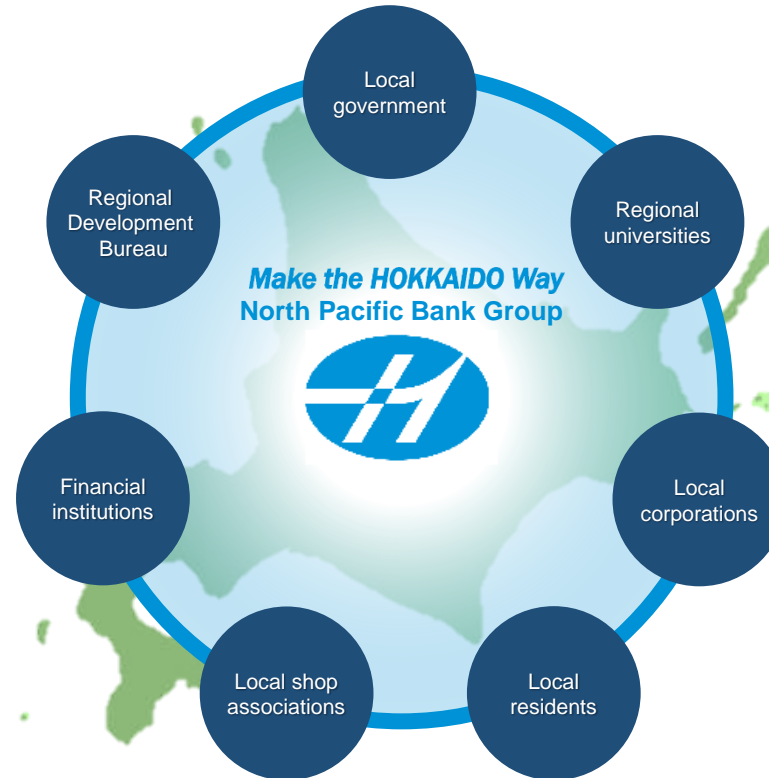 Local
government
Regional
Development
Bureau
Regional
universities
Make the HOKKAIDO Way
North Pacific Bank Group
Financial
institutions
Local
corporations
Local shop
associations
Local
residents